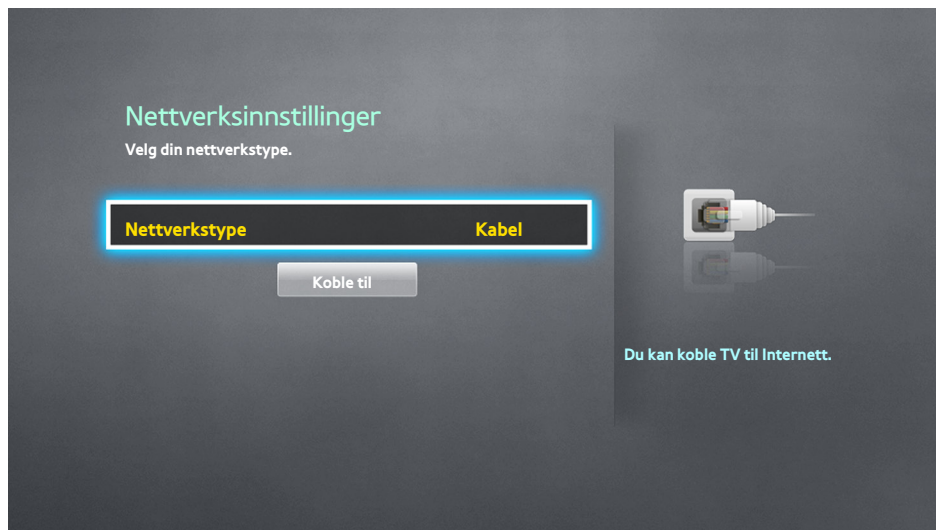 Nettverksinnstillinger
Velg din nettverkstype.
Nettverkstype Kabel
Koble til
Du kan koble TV til Internett.